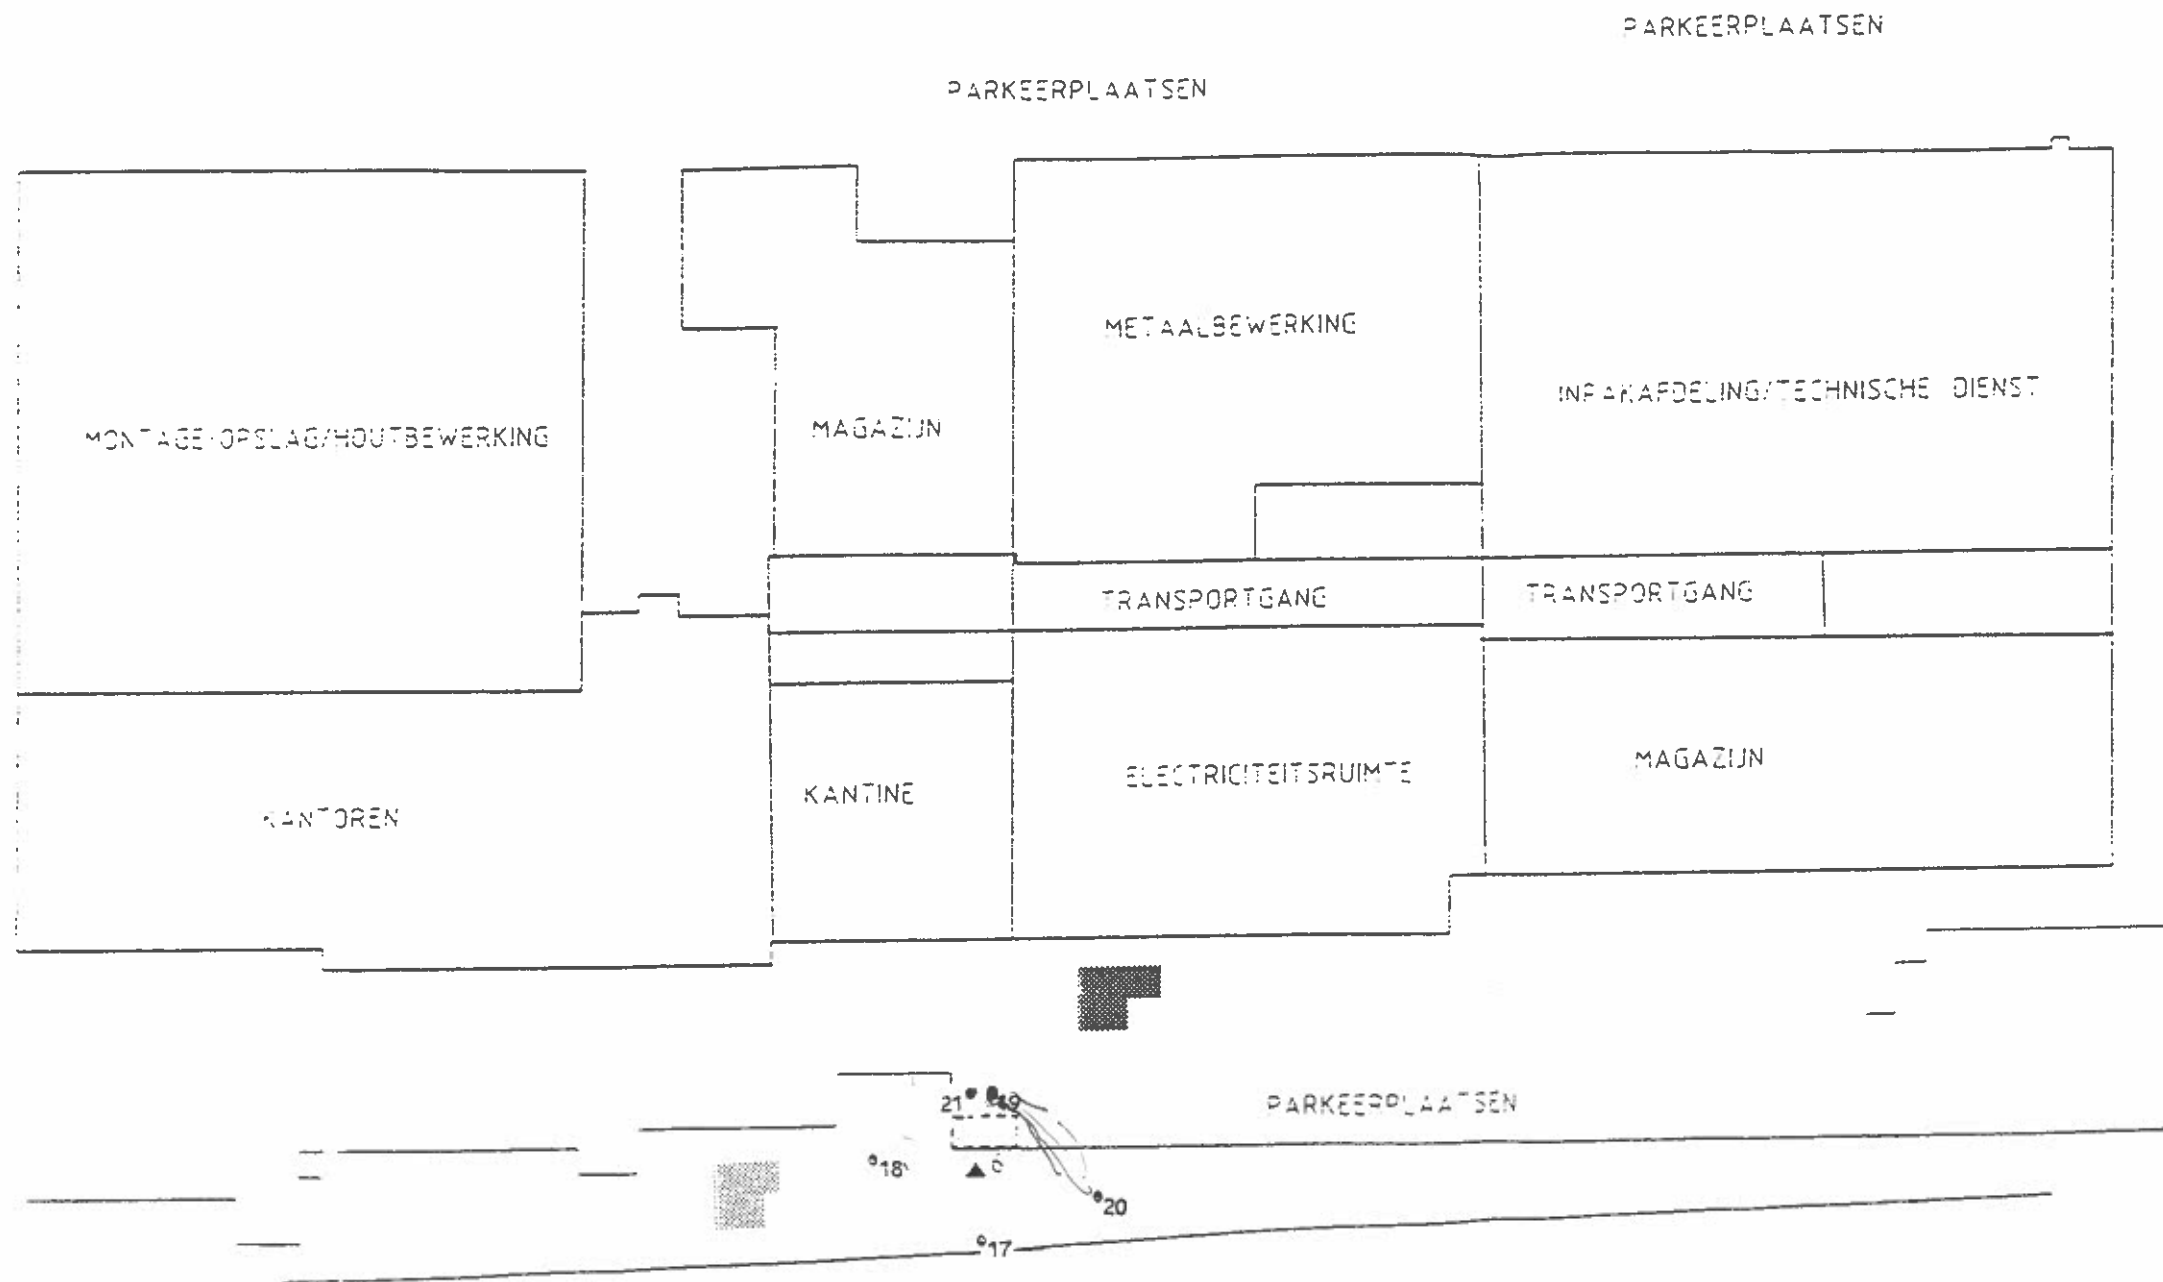 PARKEERPLAATSEN
PARKEERPLAATSEN
METAALBEWERKING
INPAKAFDELING/TECHNISCHE DIENST
MAGAZIJN
MONTAGE-OPSLAG/HOUTBEWERKING
TRANSPORTGANG
TRANSPORTGANG
MAGAZIJN
ELECTRICITEITSRUIMTE
KANTINE
KANTOREN
21
19
PARKEERPLAATSEN
18
6
20
17